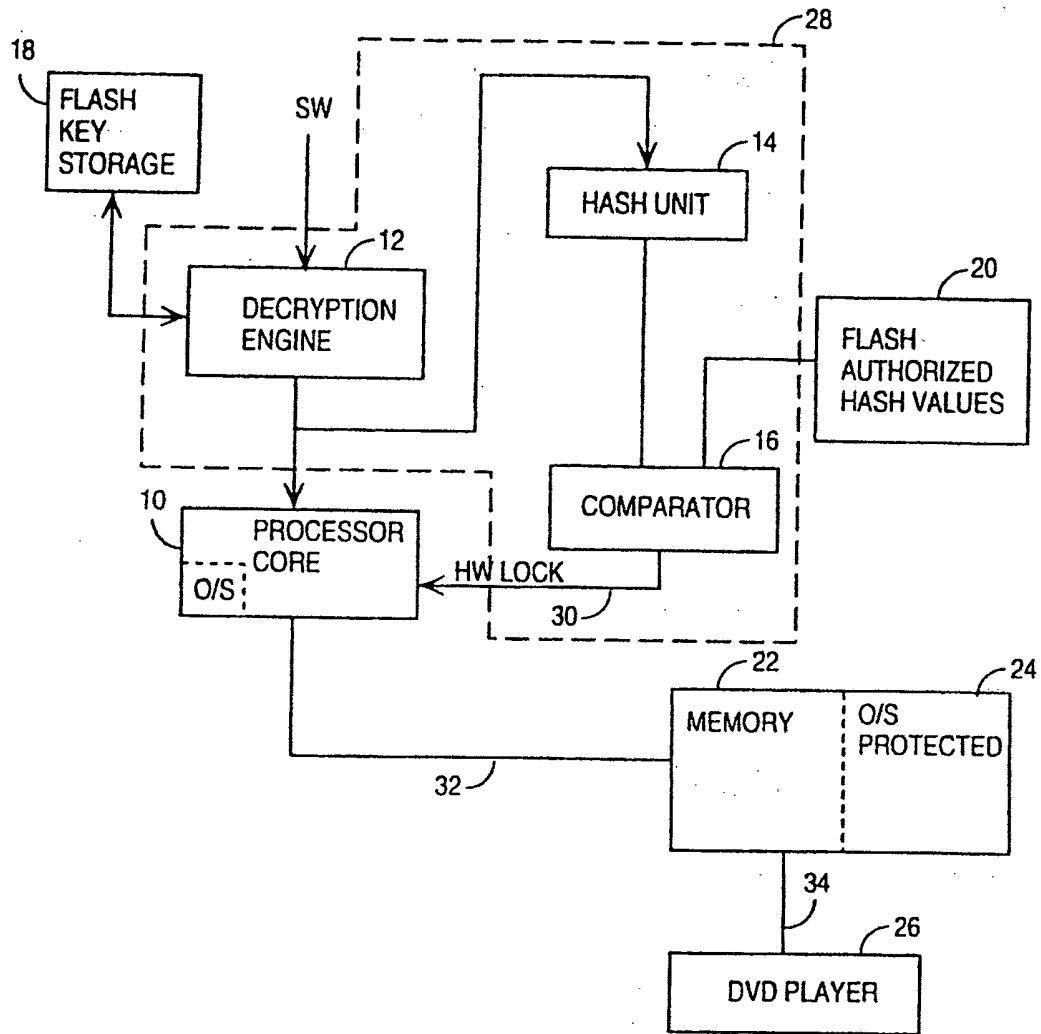 28
18
FLASH
KEY
STORAGE
SW
14
HASH UNIT
12
DECRYPTION
ENGINE
20
FLASH
AUTHORIZED
HASH VALUES
16
COMPARATOR
10
PROCESSOR
CORE
O/S
HW LOCK
30
22
24
MEMORY
O/S
PROTECTED
32
34
26
DVD PLAYER